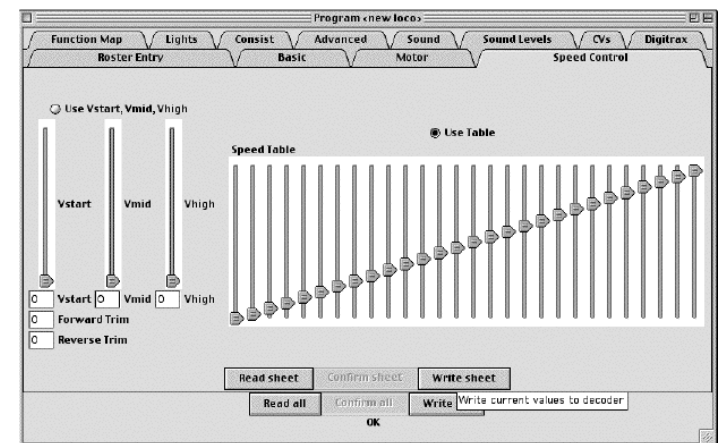 Program <new loco>
Function Map Lights Consist Advanced Sound Sound Levels CVs Digitrax
Roster Entry Basic Motor Speed Control
Use Vstart, Vmid, Vhigh
Use Table
Speed Table
Vstart Vmid Vhigh
0 Vstart 0 Vmid 0 Vhigh
0 Forward Trim
0 Reverse Trim
Read sheet Confirm sheet Write sheet
Read all Confirm all Write
Write current values to decoder
OK